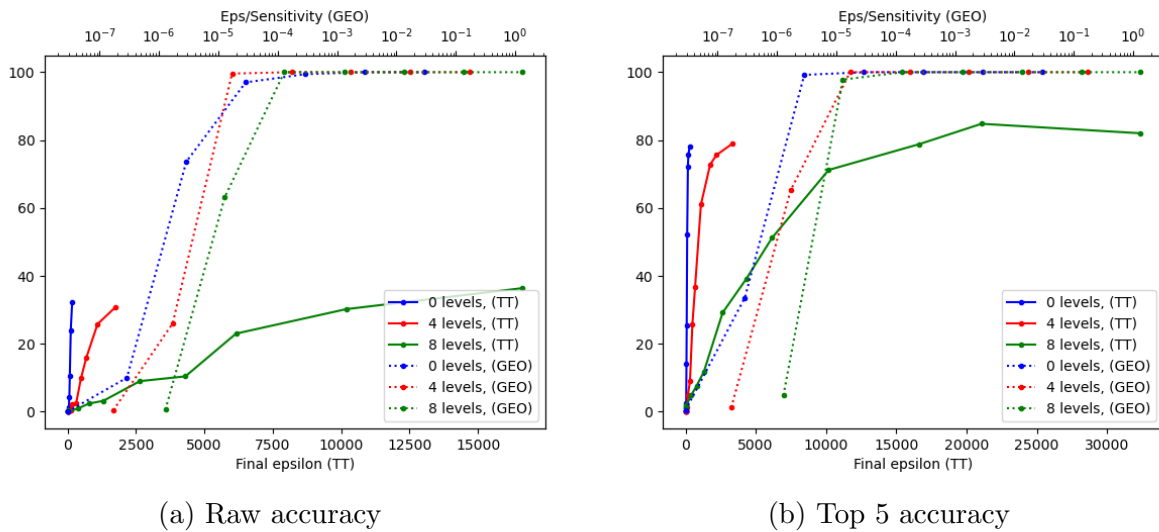 Eps/Sensitivity (GEO)
10⁻⁷ 10⁻⁶ 10⁻⁵ 10⁻⁴ 10⁻³ 10⁻² 10⁻¹ 10⁰
100
80
60
40
20
0
0 levels, (TT)
4 levels, (TT)
8 levels, (TT)
0 levels, (GEO)
4 levels, (GEO)
8 levels, (GEO)
0 2500 5000 7500 10000 12500 15000
Final epsilon (TT)
(a) Raw accuracy
Eps/Sensitivity (GEO)
10⁻⁷ 10⁻⁶ 10⁻⁵ 10⁻⁴ 10⁻³ 10⁻² 10⁻¹ 10⁰
100
80
60
40
20
0
0 levels, (TT)
4 levels, (TT)
8 levels, (TT)
0 levels, (GEO)
4 levels, (GEO)
8 levels, (GEO)
0 5000 10000 15000 20000 25000 30000
Final epsilon (TT)
(b) Top 5 accuracy